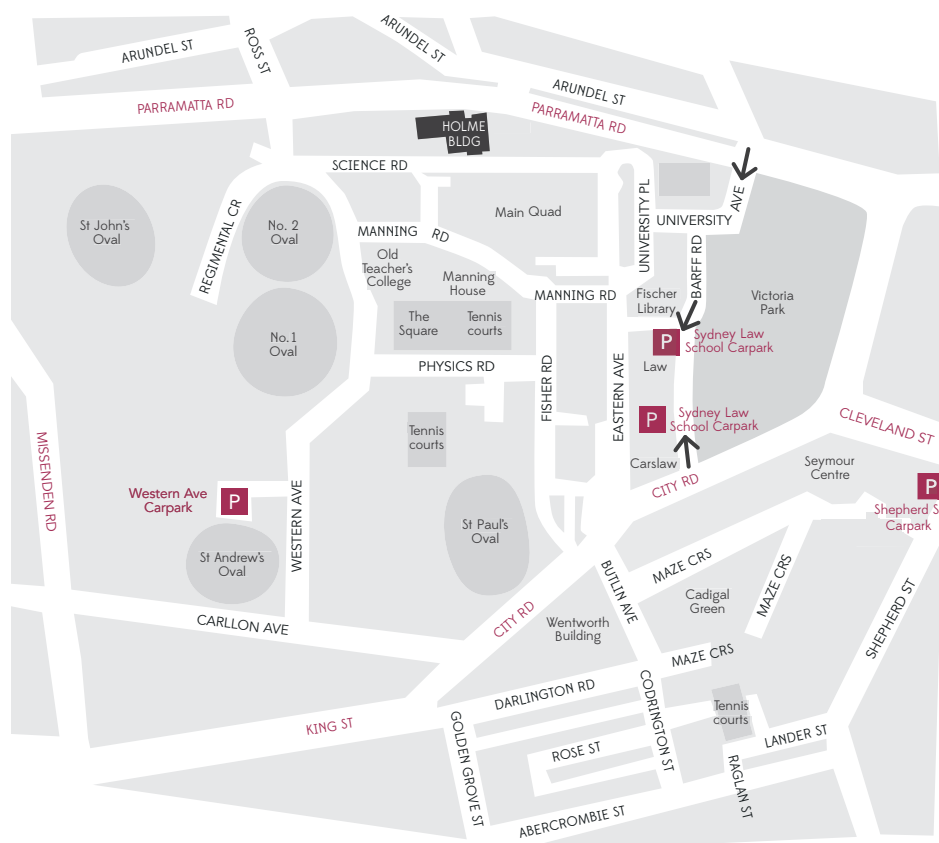 ARUNDEL ST
ROSS ST
ARUNDEL ST
ARUNDEL ST
PARRAMATTA RD
PARRAMATTA RD
HOLME
BLDG
SCIENCE RD
AVE
UNIVERSITY
UNIVERSITY PL
BARFF RD
Main Quad
St John's
Oval
REGIMENTAL CR
No. 2
Oval
MANNING
RD
Old
Teacher's
College
Manning
House
MANNING RD
Fischer
Library
Victoria
Park
The
Square
Tennis
courts
No.1
Oval
P
Sydney Law
School Carpark
Law
PHYSICS RD
FISHER RD
EASTERN AVE
P
Sydney Law
School Carpark
CLEVELAND ST
Tennis
courts
Carslaw
CITY RD
Seymour
Centre
MISSENDEN RD
Western Ave
Carpark
P
WESTERN AVE
P
Shepherd S
Carpark
St Paul's
Oval
St Andrew's
Oval
MAZE CRS
MAZE CRS
BUTLIN AVE
Cadigal
Green
SHEPHERD ST
CARLLON AVE
CITY RD
Wentworth
Building
MAZE CRS
DARLINGTON RD
CODRINGTON ST
Tennis
courts
KING ST
GOLDEN GROVE ST
ROSE ST
LANDER ST
RAGLAN ST
ABERCROMBIE ST